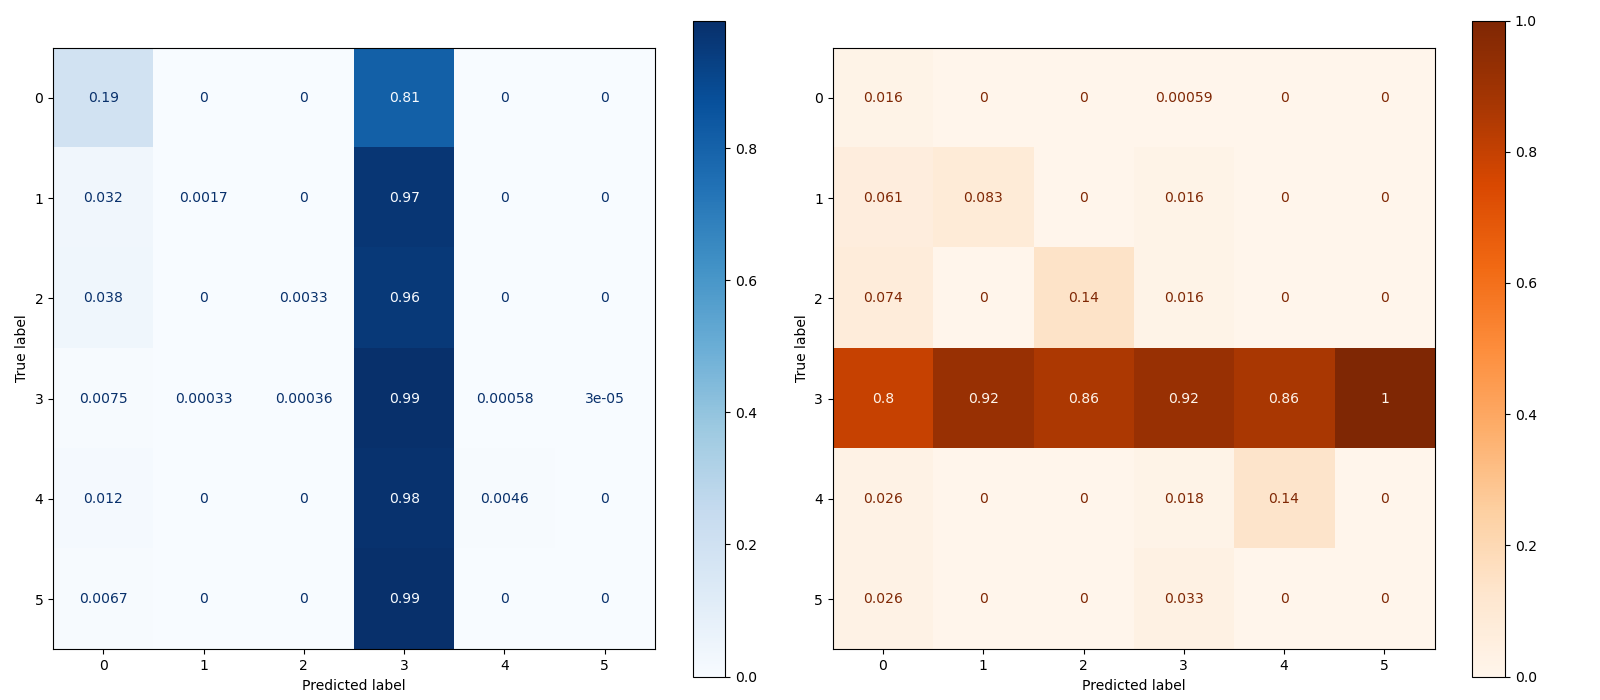 1.0
0 0.19 0 0 0.81 0 0
0 0.016 0 0 0.00059 0 0
0.8
0.8
1 0.032 0.0017 0 0.97 0 0
1 0.061 0.083 0 0.016 0 0
0.6
0.6
2 0.038 0 0.0033 0.96 0 0
2 0.074 0 0.14 0.016 0 0
True label
True label
3 0.0075 0.00033 0.00036 0.99 0.00058 3e-05
3 0.8 0.92 0.86 0.92 0.86 1
0.4
0.4
4 0.012 0 0 0.98 0.0046 0
4 0.026 0 0 0.018 0.14 0
0.2
0.2
5 0.0067 0 0 0.99 0 0
5 0.026 0 0 0.033 0 0
0 1 2 3 4 5
0 1 2 3 4 5
0.0
0.0
Predicted label
Predicted label